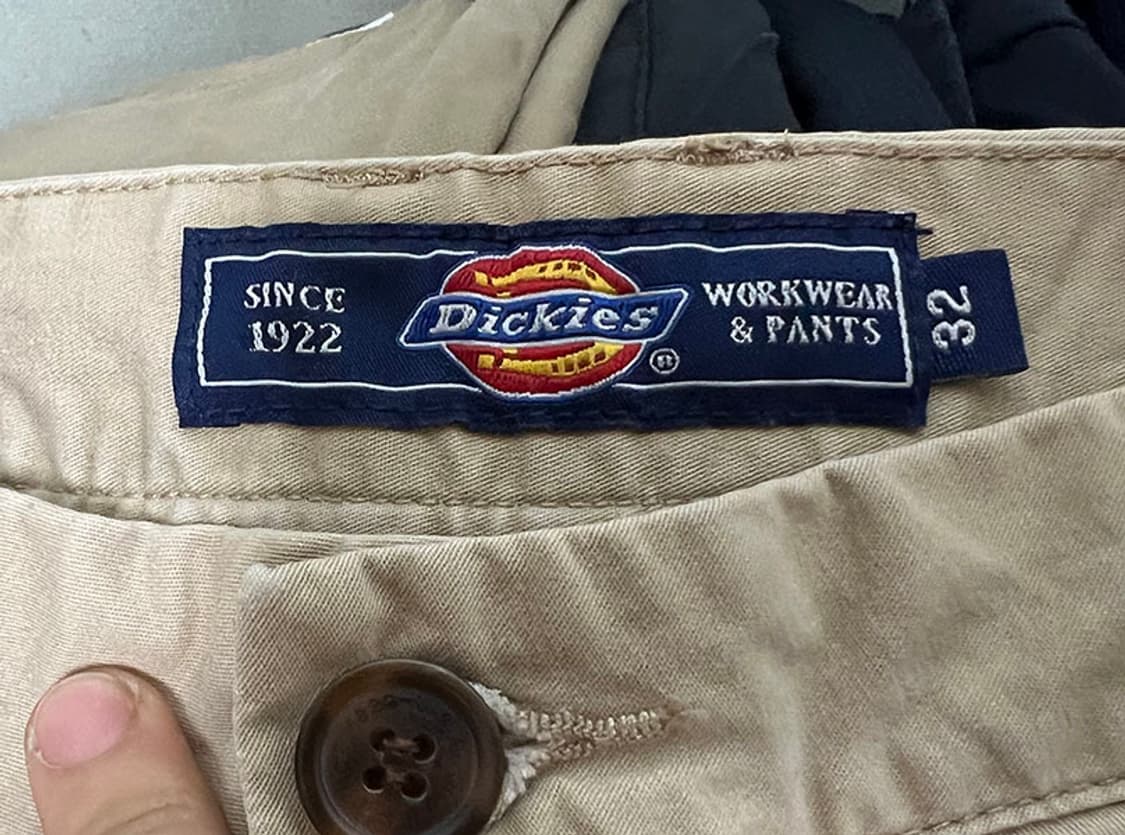 SINCE
1922
Dickies
®
WORKWEAR
& PANTS
32